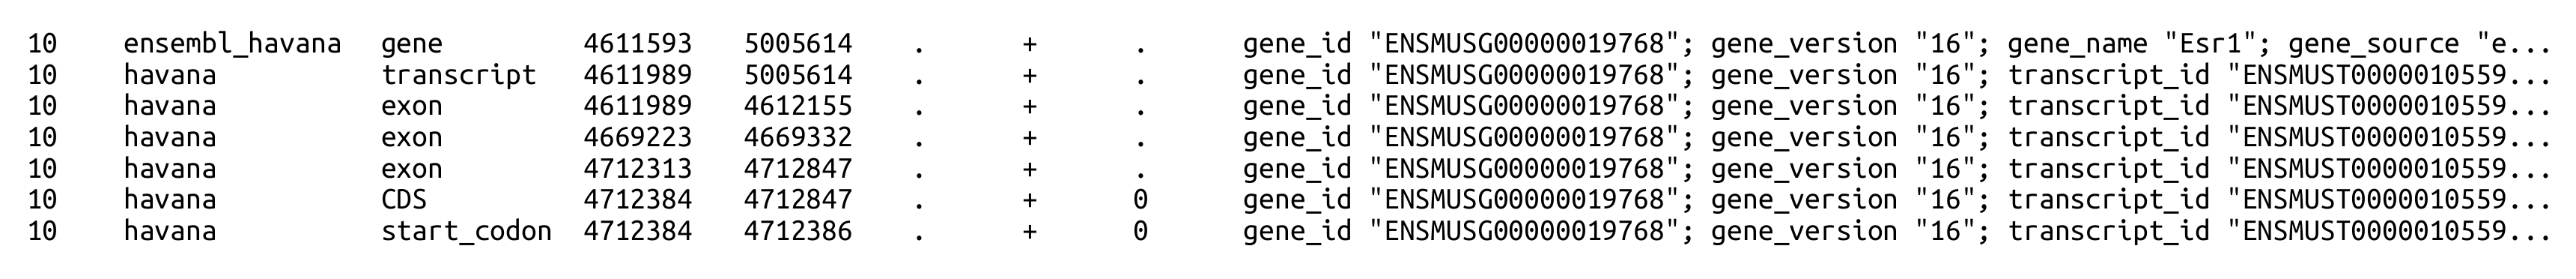 10 ensembl_havana gene 4611593 5005614 . + . gene_id "ENSMUSG00000019768"; gene_version "16"; gene_name "Esr1"; gene_source "e...
10 havana transcript 4611989 5005614 . + . gene_id "ENSMUSG00000019768"; gene_version "16"; transcript_id "ENSMUST0000010559...
10 havana exon 4611989 4612155 . + . gene_id "ENSMUSG00000019768"; gene_version "16"; transcript_id "ENSMUST0000010559...
10 havana exon 4669223 4669332 . + . gene_id "ENSMUSG00000019768"; gene_version "16"; transcript_id "ENSMUST0000010559...
10 havana exon 4712313 4712847 . + . gene_id "ENSMUSG00000019768"; gene_version "16"; transcript_id "ENSMUST0000010559...
10 havana CDS 4712384 4712847 . + 0 gene_id "ENSMUSG00000019768"; gene_version "16"; transcript_id "ENSMUST0000010559...
10 havana start_codon 4712384 4712386 . + 0 gene_id "ENSMUSG00000019768"; gene_version "16"; transcript_id "ENSMUST0000010559...